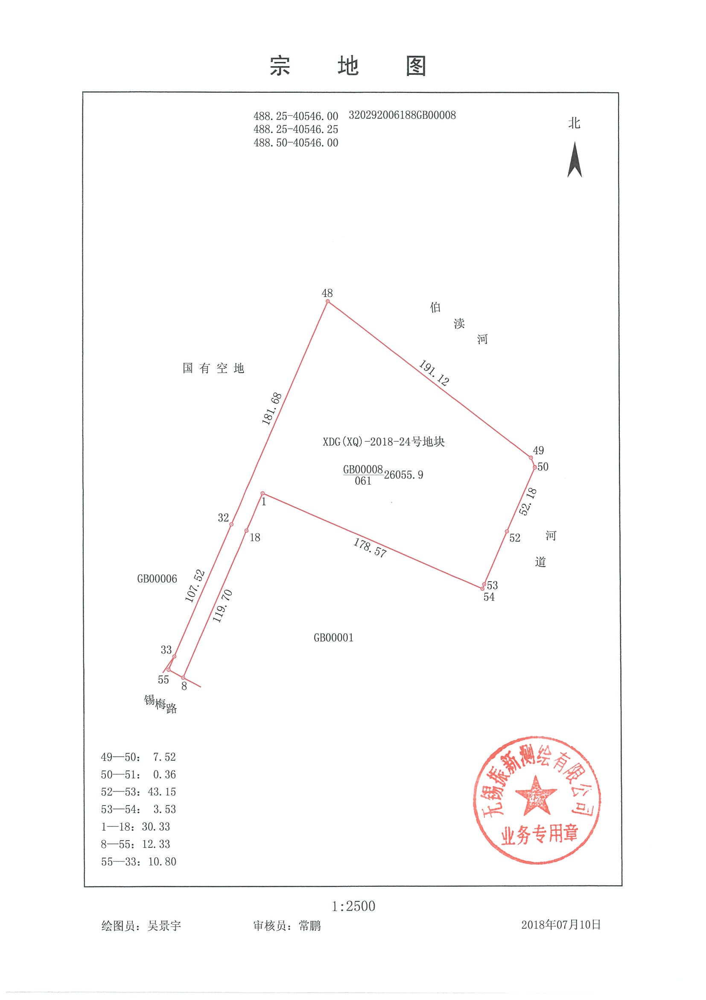 宗地图
488.25-40546.00 320292006188GB00008
488.25-40546.25
488.50-40546.00
北
48
伯渎河
国有空地
191.12
181.68
XDG(XQ)-2018-24号地块
49
50
GB00008
061
26055.9
1
52.18
32
18
52
河道
178.57
GB00006
107.52
119.70
53
54
GB00001
33
55
8
锡梅路
49—50: 7.52
50—51: 0.36
52—53: 43.15
53—54: 3.53
1—18: 30.33
8—55: 12.33
55—33: 10.80
无锡振新测绘有限公司
业务专用章
1:2500
绘图员：吴景宇 审核员：常鹏 2018年07月10日